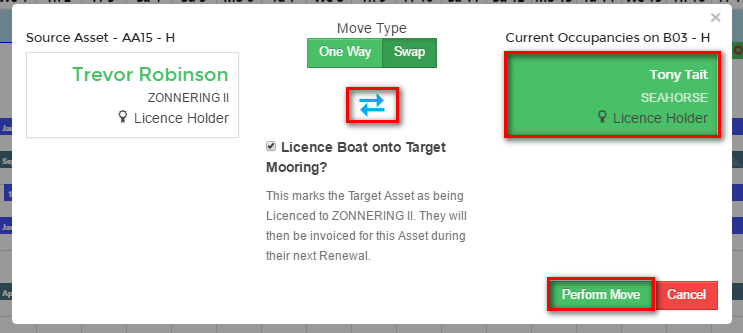 ×
Source Asset - AA15 - H
Trevor Robinson
ZONNERING II
Licence Holder
Move Type
One Way Swap
Licence Boat onto Target
Mooring?
This marks the Target Asset as being
Licenced to ZONNERING II. They will
then be invoiced for this Asset during
their next Renewal.
Current Occupancies on B03 - H
Tony Tait
SEAHORSE
Licence Holder
Perform Move Cancel